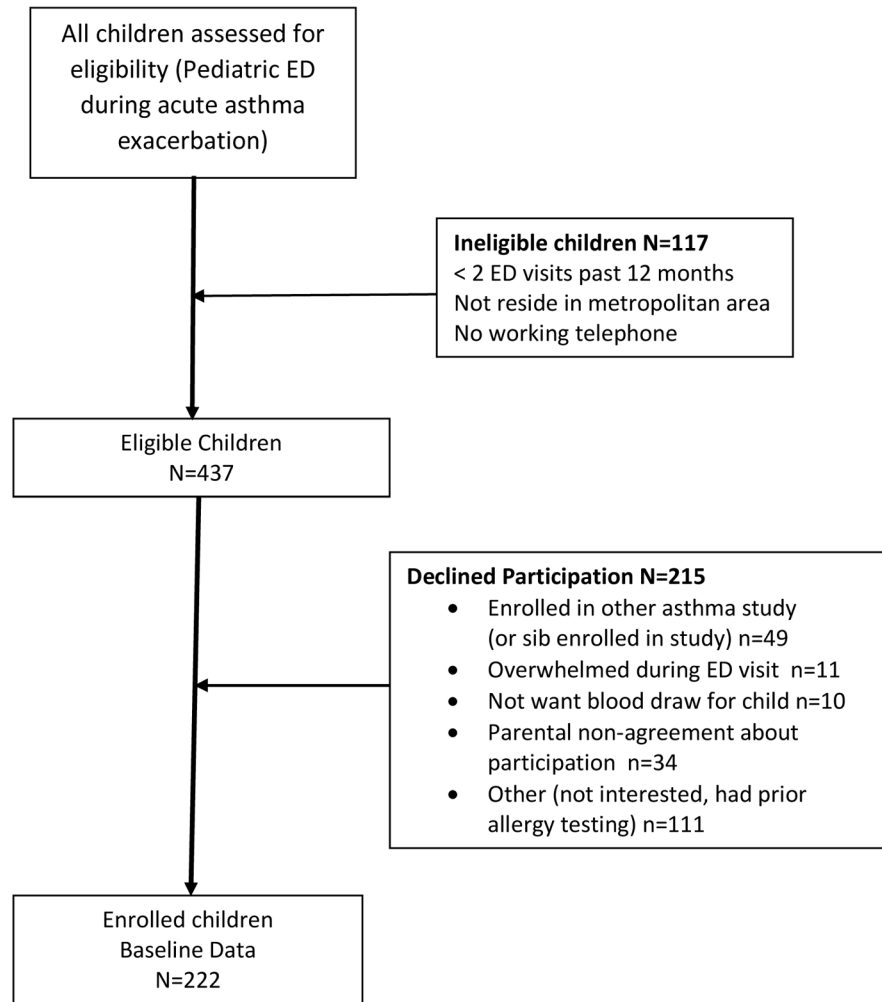 All children assessed for
eligibility (Pediatric ED
during acute asthma
exacerbation)
Ineligible children N=117
< 2 ED visits past 12 months
Not reside in metropolitan area
No working telephone
Eligible Children
N=437
Declined Participation N=215
• Enrolled in other asthma study
(or sib enrolled in study) n=49
• Overwhelmed during ED visit n=11
• Not want blood draw for child n=10
• Parental non-agreement about
participation n=34
• Other (not interested, had prior
allergy testing) n=111
Enrolled children
Baseline Data
N=222